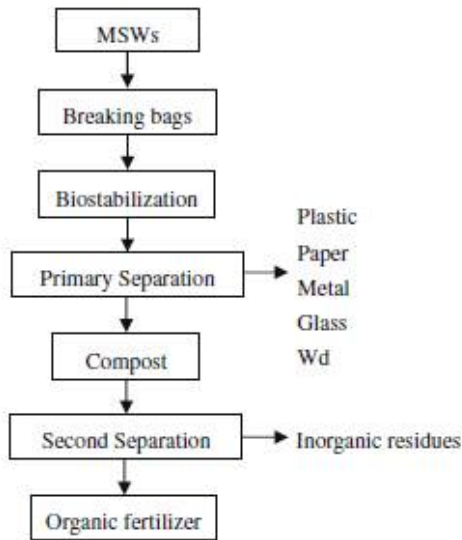 MSWs
Breaking bags
Biostabilization
Primary Separation
Plastic
Paper
Metal
Glass
Wd
Compost
Second Separation
Inorganic residues
Organic fertilizer